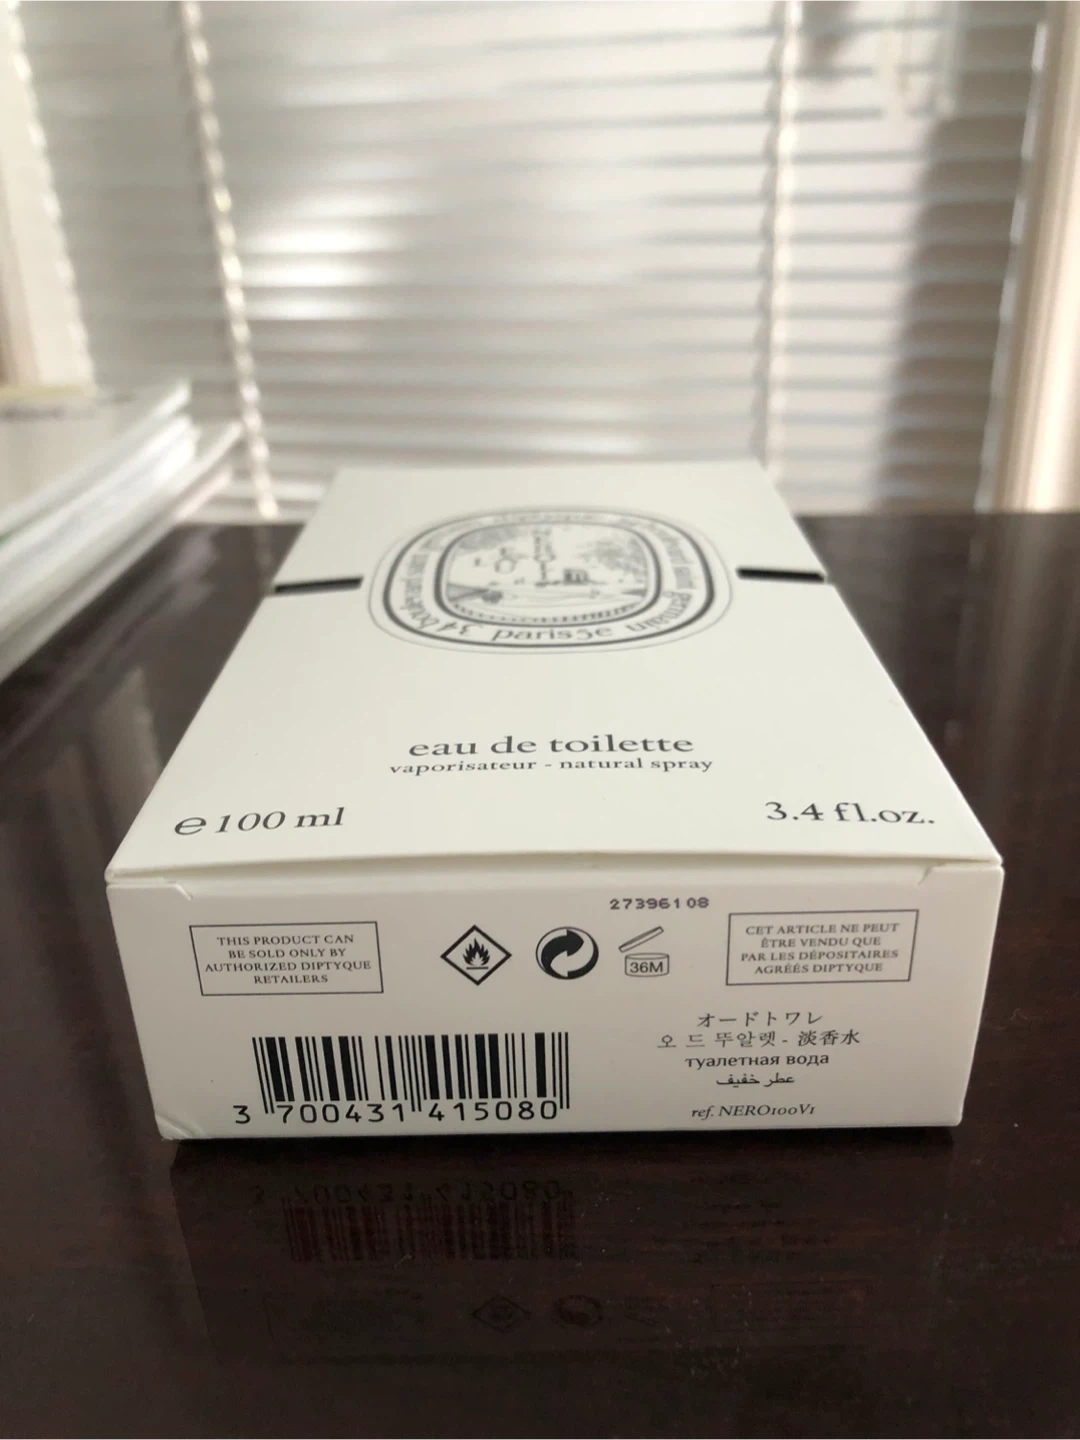 34 boulevard saint germain paris5e
eau de toilette
vaporisateur - natural spray
e 100 ml
3.4 fl.oz.
27396108
THIS PRODUCT CAN
BE SOLD ONLY BY
AUTHORIZED DIPTYQUE
RETAILERS
36M
CET ARTICLE NE PEUT
ÊTRE VENDU QUE
PAR LES DÉPOSITAIRES
AGRÉÉS DIPTYQUE
オードトワレ
오 드 뚜알렛 - 淡香水
туалетная вода
عطر خفيف
ref. NERO100V1
3 700431 415080